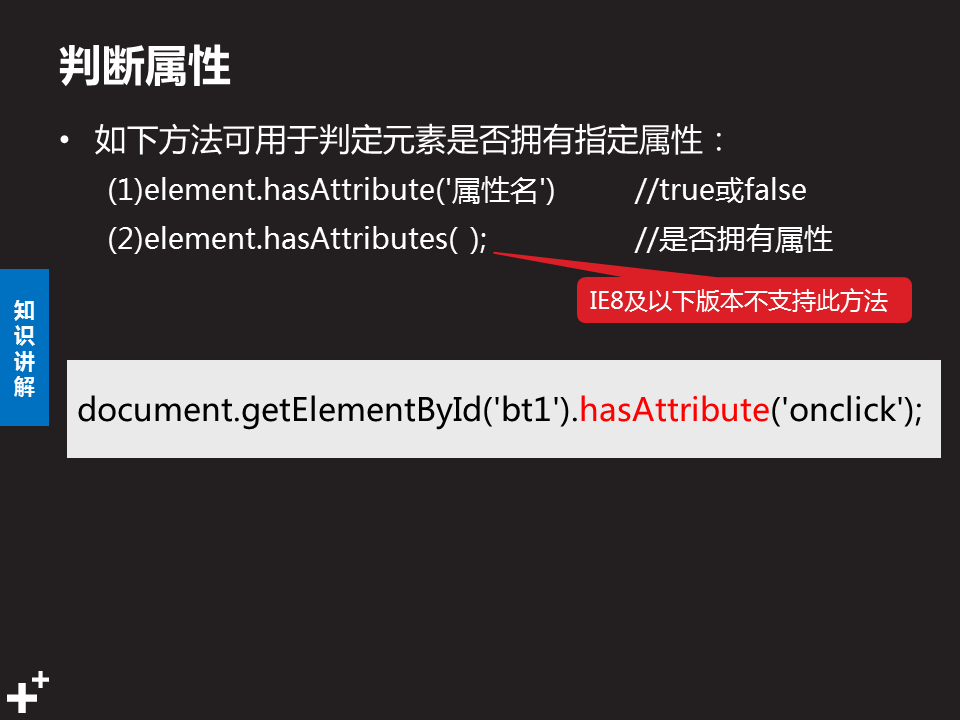 判断属性
• 如下方法可用于判定元素是否拥有指定属性：
(1)element.hasAttribute('属性名') //true或false
(2)element.hasAttributes( ); //是否拥有属性
IE8及以下版本不支持此方法
知识讲解
document.getElementById('bt1').hasAttribute('onclick');